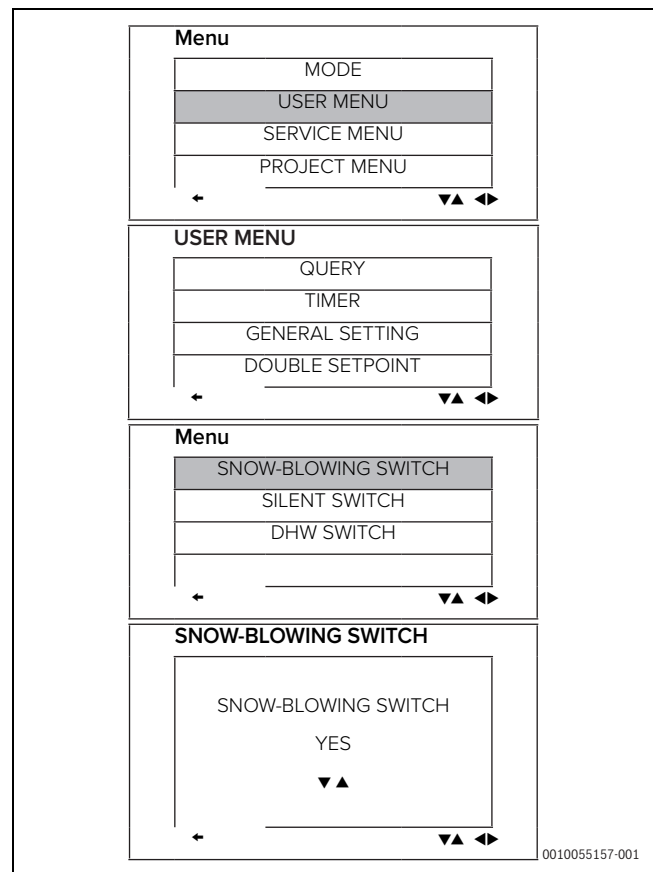 Menu
MODE
USER MENU
SERVICE MENU
PROJECT MENU
USER MENU
QUERY
TIMER
GENERAL SETTING
DOUBLE SETPOINT
Menu
SNOW-BLOWING SWITCH
SILENT SWITCH
DHW SWITCH
SNOW-BLOWING SWITCH
SNOW-BLOWING SWITCH
YES
0010055157-001